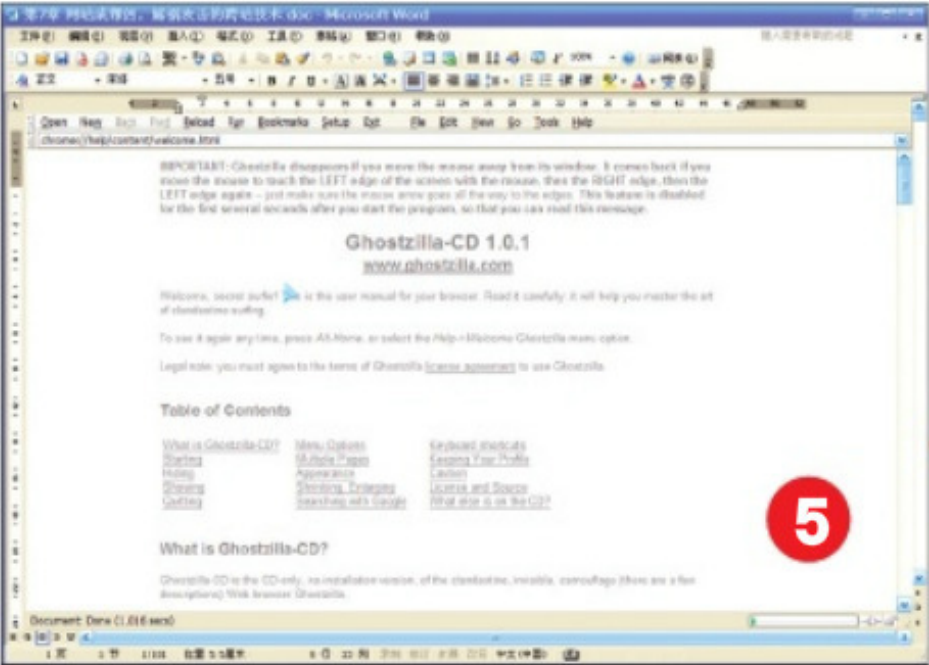 doc - Microsoft Word
Open New Back Fwd Reload Run Bookmarks Setup Exit File Edit View Go Tools Help
chrome://help/content/welcome.html
IMPORTANT: Ghostzilla disappears if you move the mouse away from its window. It comes back if you
move the mouse to touch the LEFT edge of the screen with the mouse, then the RIGHT edge, then the
LEFT edge again -- just make sure the mouse arrow goes all the way to the edges. This feature is disabled
for the first several seconds after you start the program, so that you can read this message.
Ghostzilla-CD 1.0.1
www.ghostzilla.com
Welcome, secret surfer! is the user manual for your browser. Read it carefully: it will help you master the art
of clandestine surfing.
To see it again any time, press Alt-Home, or select the Help->Welcome Ghostzilla menu option.
Legal note: you must agree to the terms of Ghostzilla license agreement to use Ghostzilla.
Table of Contents
What is Ghostzilla-CD? Menu Options Keyboard shortcuts
Starting Multiple Pages Keeping Your Profile
Hiding Appearance Caution
Showing Shrinking, Enlarging License and Source
Quitting Searching with Google What else is on the CD?
5
What is Ghostzilla-CD?
Ghostzilla-CD is the CD-only, no-installation version, of the clandestine, invisible, camouflage (there are a few
descriptions) Web browser Ghostzilla.
Document: Done (1.016 secs)